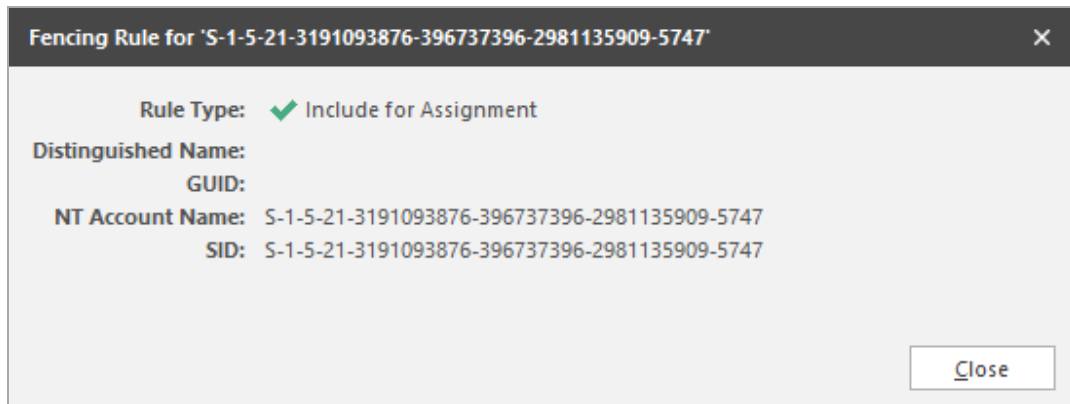 Fencing Rule for 'S-1-5-21-3191093876-396737396-2981135909-5747'
Rule Type: Include for Assignment
Distinguished Name:
GUID:
NT Account Name: S-1-5-21-3191093876-396737396-2981135909-5747
SID: S-1-5-21-3191093876-396737396-2981135909-5747
Close